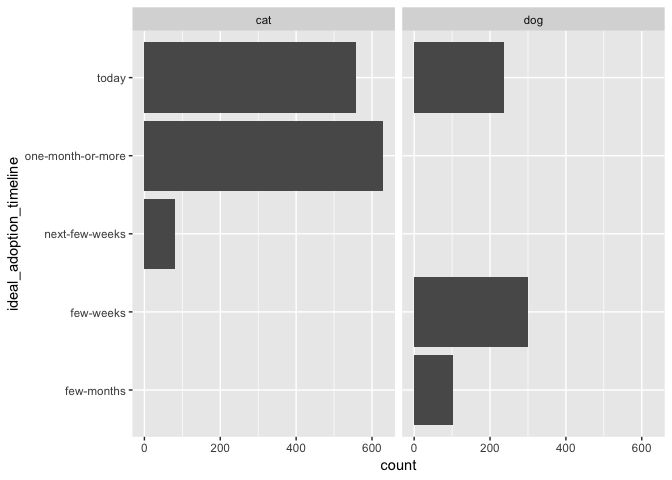 cat
dog
today
one-month-or-more
next-few-weeks
few-weeks
few-months
ideal_adoption_timeline
0 200 400 600
0 200 400 600
count